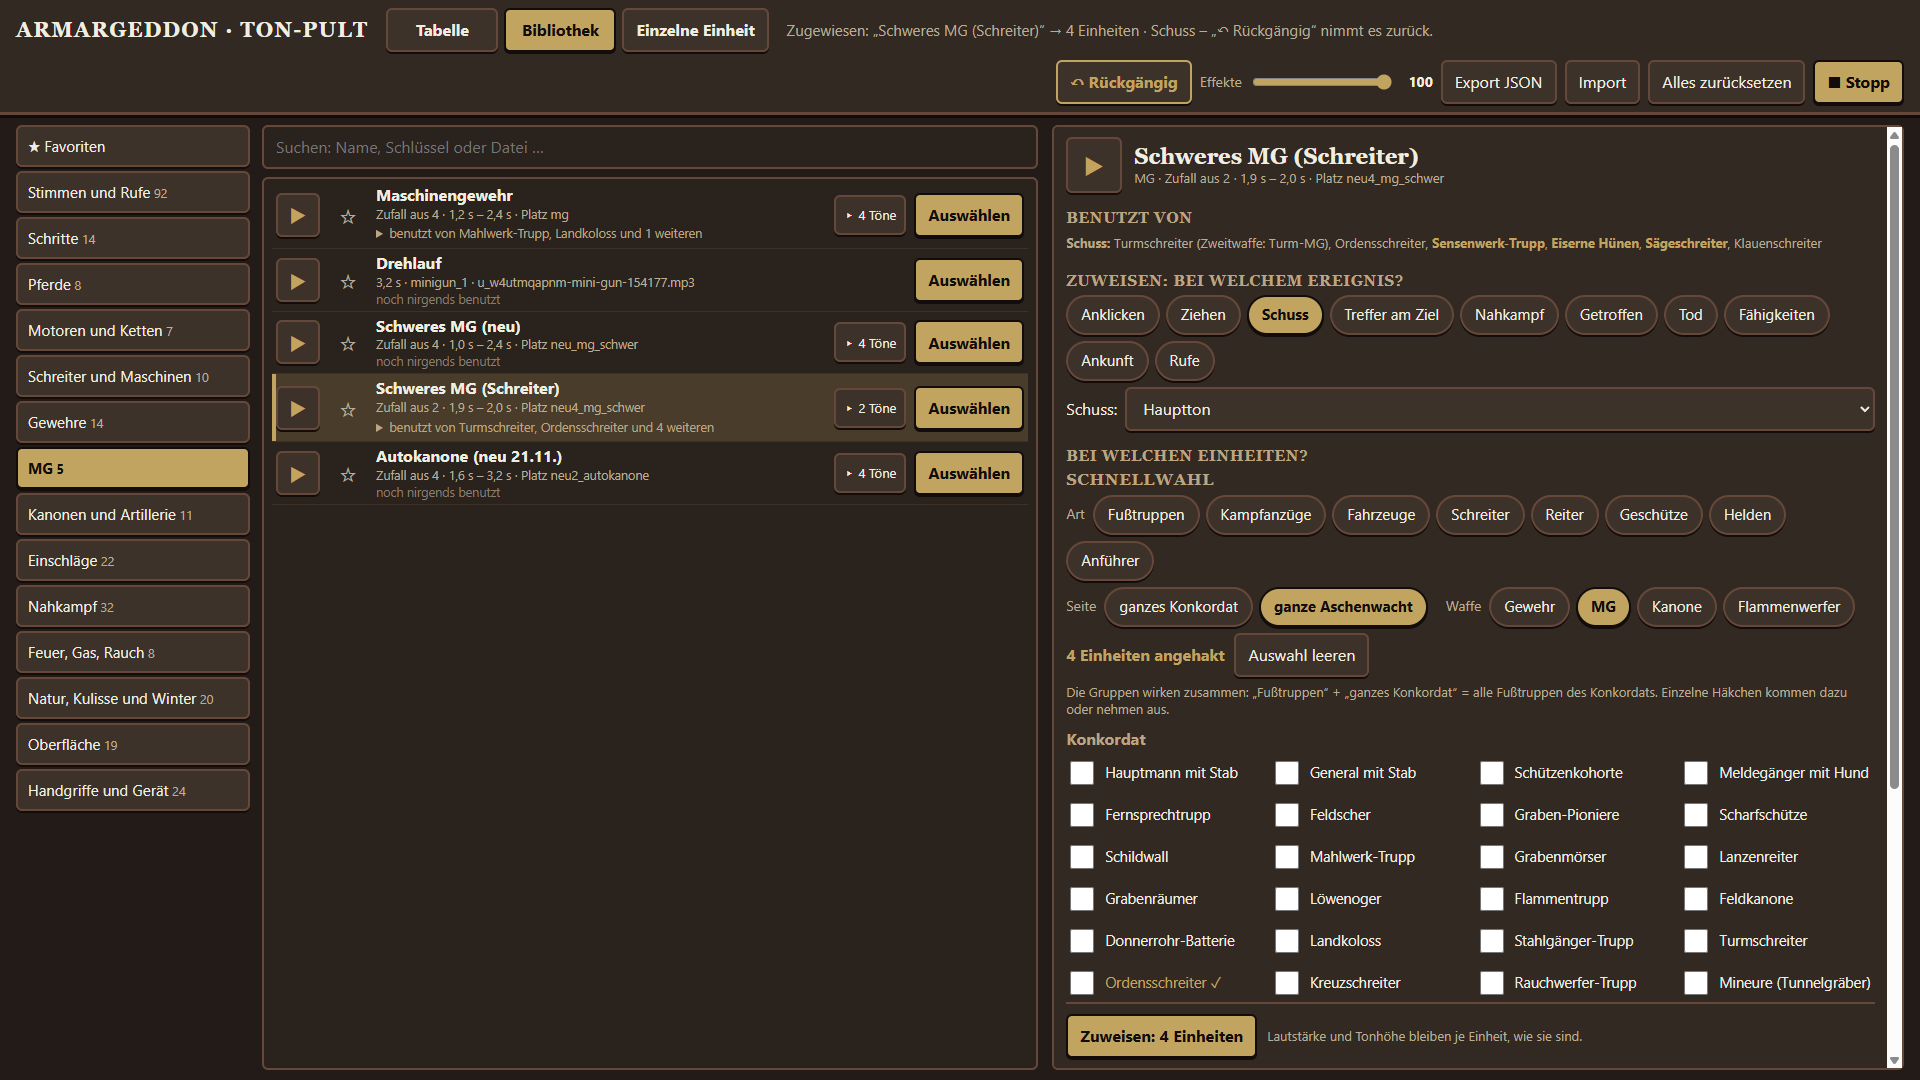 ARMARGEDDON · TON-PULT
Tabelle
Bibliothek
Einzelne Einheit
Zugewiesen: „Schweres MG (Schreiter)“ → 4 Einheiten · Schuss – „↶ Rückgängig“ nimmt es zurück.
↶ Rückgängig
Effekte
100
Export JSON
Import
Alles zurücksetzen
■ Stopp
★ Favoriten
Stimmen und Rufe 92
Schritte 14
Pferde 8
Motoren und Ketten 7
Schreiter und Maschinen 10
Gewehre 14
MG 5
Kanonen und Artillerie 11
Einschläge 22
Nahkampf 32
Feuer, Gas, Rauch 8
Natur, Kulisse und Winter 20
Oberfläche 19
Handgriffe und Gerät 24
Suchen: Name, Schlüssel oder Datei ...
Maschinengewehr
Zufall aus 4 · 1,2 s – 2,4 s · Platz mg
▶ benutzt von Mahlwerk-Trupp, Landkoloss und 1 weiteren
▸ 4 Töne
Auswählen
Drehlauf
3,2 s · minigun_1 · u_w4utmqapnm-mini-gun-154177.mp3
noch nirgends benutzt
Auswählen
Schweres MG (neu)
Zufall aus 4 · 1,0 s – 2,4 s · Platz neu_mg_schwer
noch nirgends benutzt
▸ 4 Töne
Auswählen
Schweres MG (Schreiter)
Zufall aus 2 · 1,9 s – 2,0 s · Platz neu4_mg_schwer
▶ benutzt von Turmschreiter, Ordensschreiter und 4 weiteren
▸ 2 Töne
Auswählen
Autokanone (neu 21.11.)
Zufall aus 4 · 1,6 s – 3,2 s · Platz neu2_autokanone
noch nirgends benutzt
▸ 4 Töne
Auswählen
Schweres MG (Schreiter)
MG · Zufall aus 2 · 1,9 s – 2,0 s · Platz neu4_mg_schwer
BENUTZT VON
Schuss: Turmschreiter (Zweitwaffe: Turm-MG), Ordensschreiter, Sensenwerk-Trupp, Eiserne Hünen, Sägeschreiter, Klauenschreiter
ZUWEISEN: BEI WELCHEM EREIGNIS?
Anklicken
Ziehen
Schuss
Treffer am Ziel
Nahkampf
Getroffen
Tod
Fähigkeiten
Ankunft
Rufe
Schuss:
Hauptton
BEI WELCHEN EINHEITEN?
SCHNELLWAHL
Art
Fußtruppen
Kampfanzüge
Fahrzeuge
Schreiter
Reiter
Geschütze
Helden
Anführer
Seite
ganzes Konkordat
ganze Aschenwacht
Waffe
Gewehr
MG
Kanone
Flammenwerfer
4 Einheiten angehakt
Auswahl leeren
Die Gruppen wirken zusammen: „Fußtruppen“ + „ganzes Konkordat“ = alle Fußtruppen des Konkordats. Einzelne Häkchen kommen dazu
oder nehmen aus.
Konkordat
Hauptmann mit Stab
General mit Stab
Schützenkohorte
Meldegänger mit Hund
Fernsprechtrupp
Feldscher
Graben-Pioniere
Scharfschütze
Schildwall
Mahlwerk-Trupp
Grabenmörser
Lanzenreiter
Grabenräumer
Löwenoger
Flammentrupp
Feldkanone
Donnerrohr-Batterie
Landkoloss
Stahlgänger-Trupp
Turmschreiter
Ordensschreiter ✓
Kreuzschreiter
Rauchwerfer-Trupp
Mineure (Tunnelgräber)
Zuweisen: 4 Einheiten
Lautstärke und Tonhöhe bleiben je Einheit, wie sie sind.